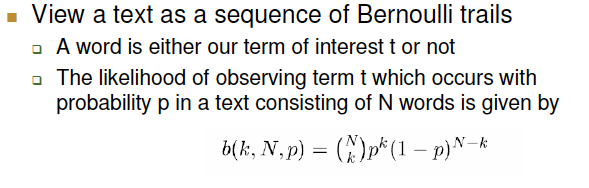 View a text as a sequence of Bernoulli trails
A word is either our term of interest t or not
The likelihood of observing term t which occurs with
probability p in a text consisting of N words is given by
b(k, N, p) = (N k)p^k(1 − p)^{N−k}